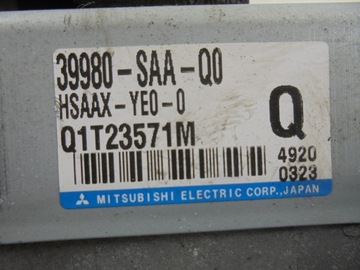 39980-SAA-Q0
HSAAX-YE0-0
Q1T23571M
Q
4920
0323
MITSUBISHI ELECTRIC CORP., JAPAN